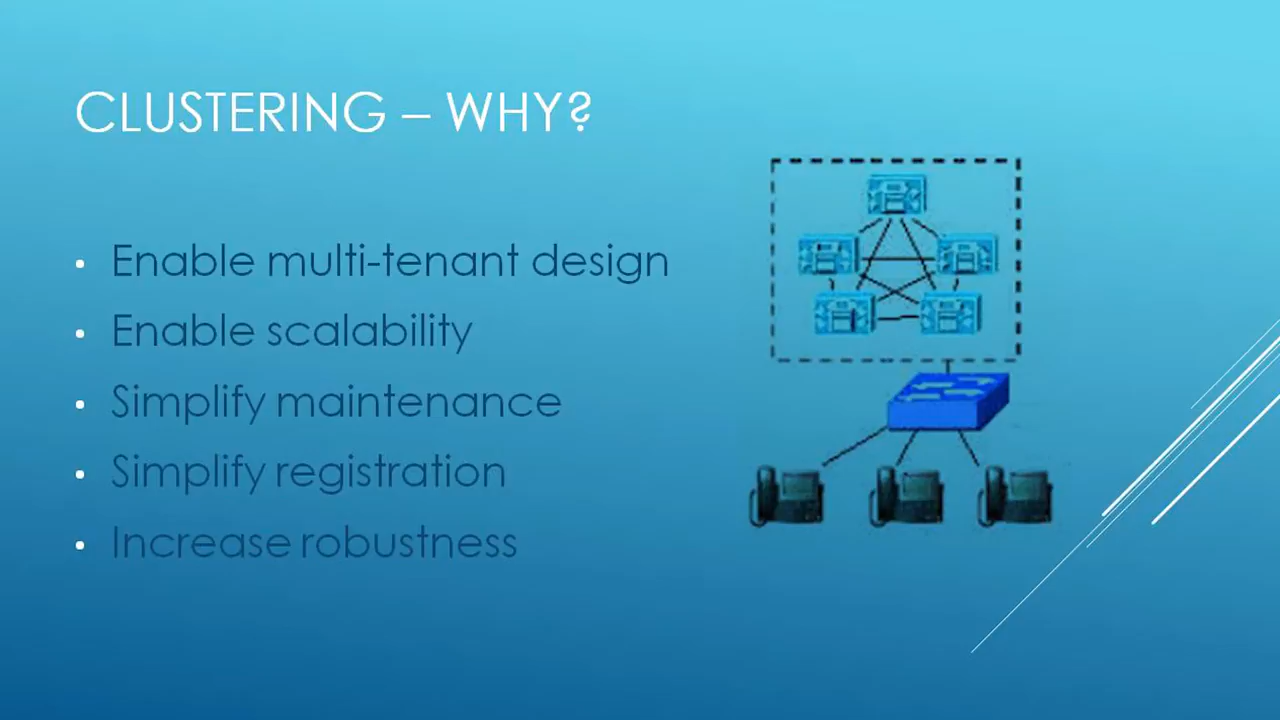 CLUSTERING – WHY?
• Enable multi-tenant design
• Enable scalability
• Simplify maintenance
• Simplify registration
• Increase robustness